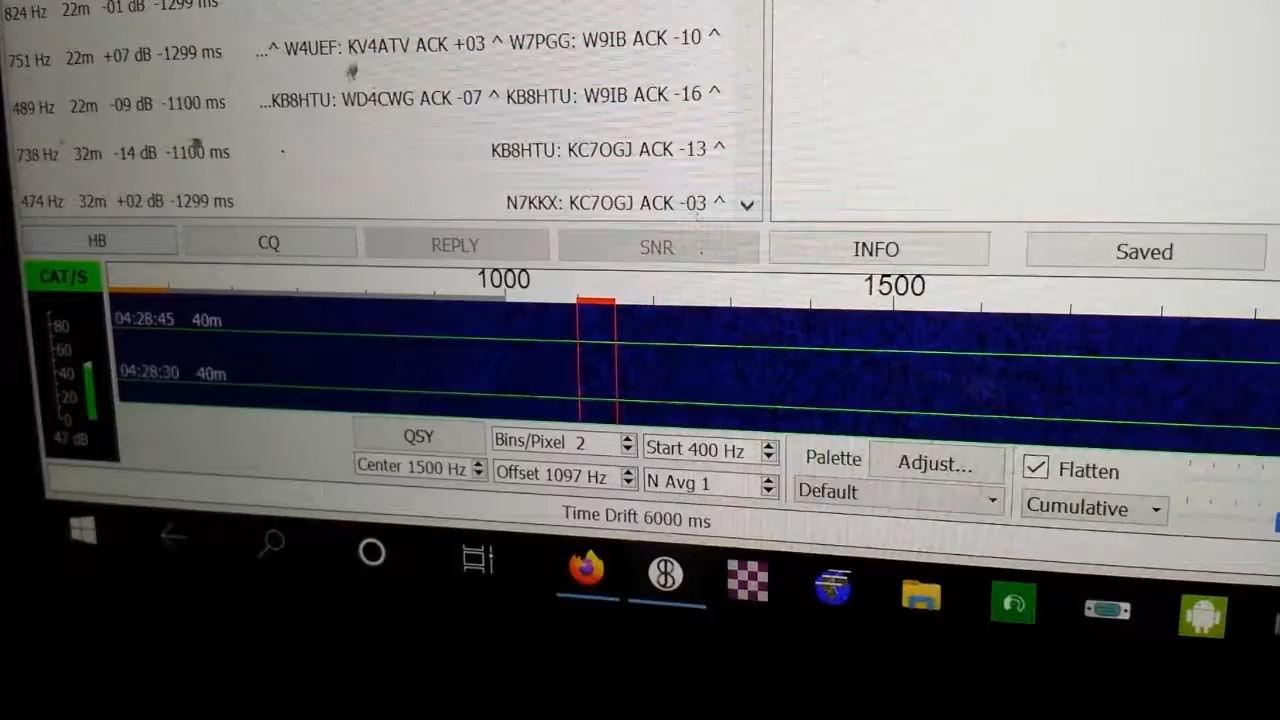 824 Hz 22m -01 dB -1299 ms
751 Hz 22m +07 dB -1299 ms ...^ W4UEF: KV4ATV ACK +03 ^ W7PGG: W9IB ACK -10 ^
489 Hz 22m -09 dB -1100 ms ...KB8HTU: WD4CWG ACK -07 ^ KB8HTU: W9IB ACK -16 ^
738 Hz 32m -14 dB -1100 ms KB8HTU: KC7OGJ ACK -13 ^
474 Hz 32m +02 dB -1299 ms N7KKX: KC7OGJ ACK -03 ^
HB CQ REPLY SNR INFO Saved
CAT/S 1000 1500
04:28:45 40m
04:28:30 40m
80
60
40
20
0
47 dB
QSY Bins/Pixel 2 Start 400 Hz Palette Adjust... Flatten
Center 1500 Hz Offset 1097 Hz N Avg 1 Default Cumulative
Time Drift 6000 ms